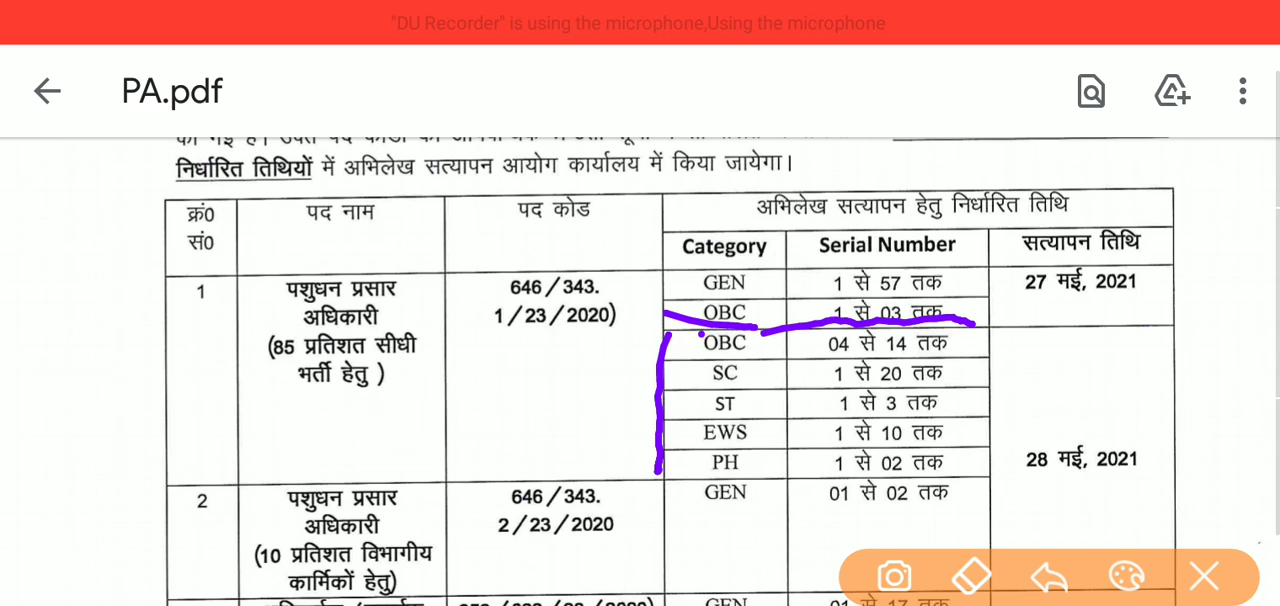 "DU Recorder" is using the microphone,Using the microphone
PA.pdf
निर्धारित तिथियों में अभिलेख सत्यापन आयोग कार्यालय में किया जायेगा।
क्रं0 सं0 पद नाम पद कोड अभिलेख सत्यापन हेतु निर्धारित तिथि
Category Serial Number सत्यापन तिथि
1 पशुधन प्रसार 646/343. GEN 1 से 57 तक 27 मई, 2021
अधिकारी 1/23/2020) OBC 1 से 03 तक
(85 प्रतिशत सीधी OBC 04 से 14 तक
भर्ती हेतु ) SC 1 से 20 तक
ST 1 से 3 तक
EWS 1 से 10 तक
PH 1 से 02 तक 28 मई, 2021
2 पशुधन प्रसार 646/343. GEN 01 से 02 तक
अधिकारी 2/23/2020
(10 प्रतिशत विभागीय
कार्मिकों हेतु)
GEN 01 से 17 तक